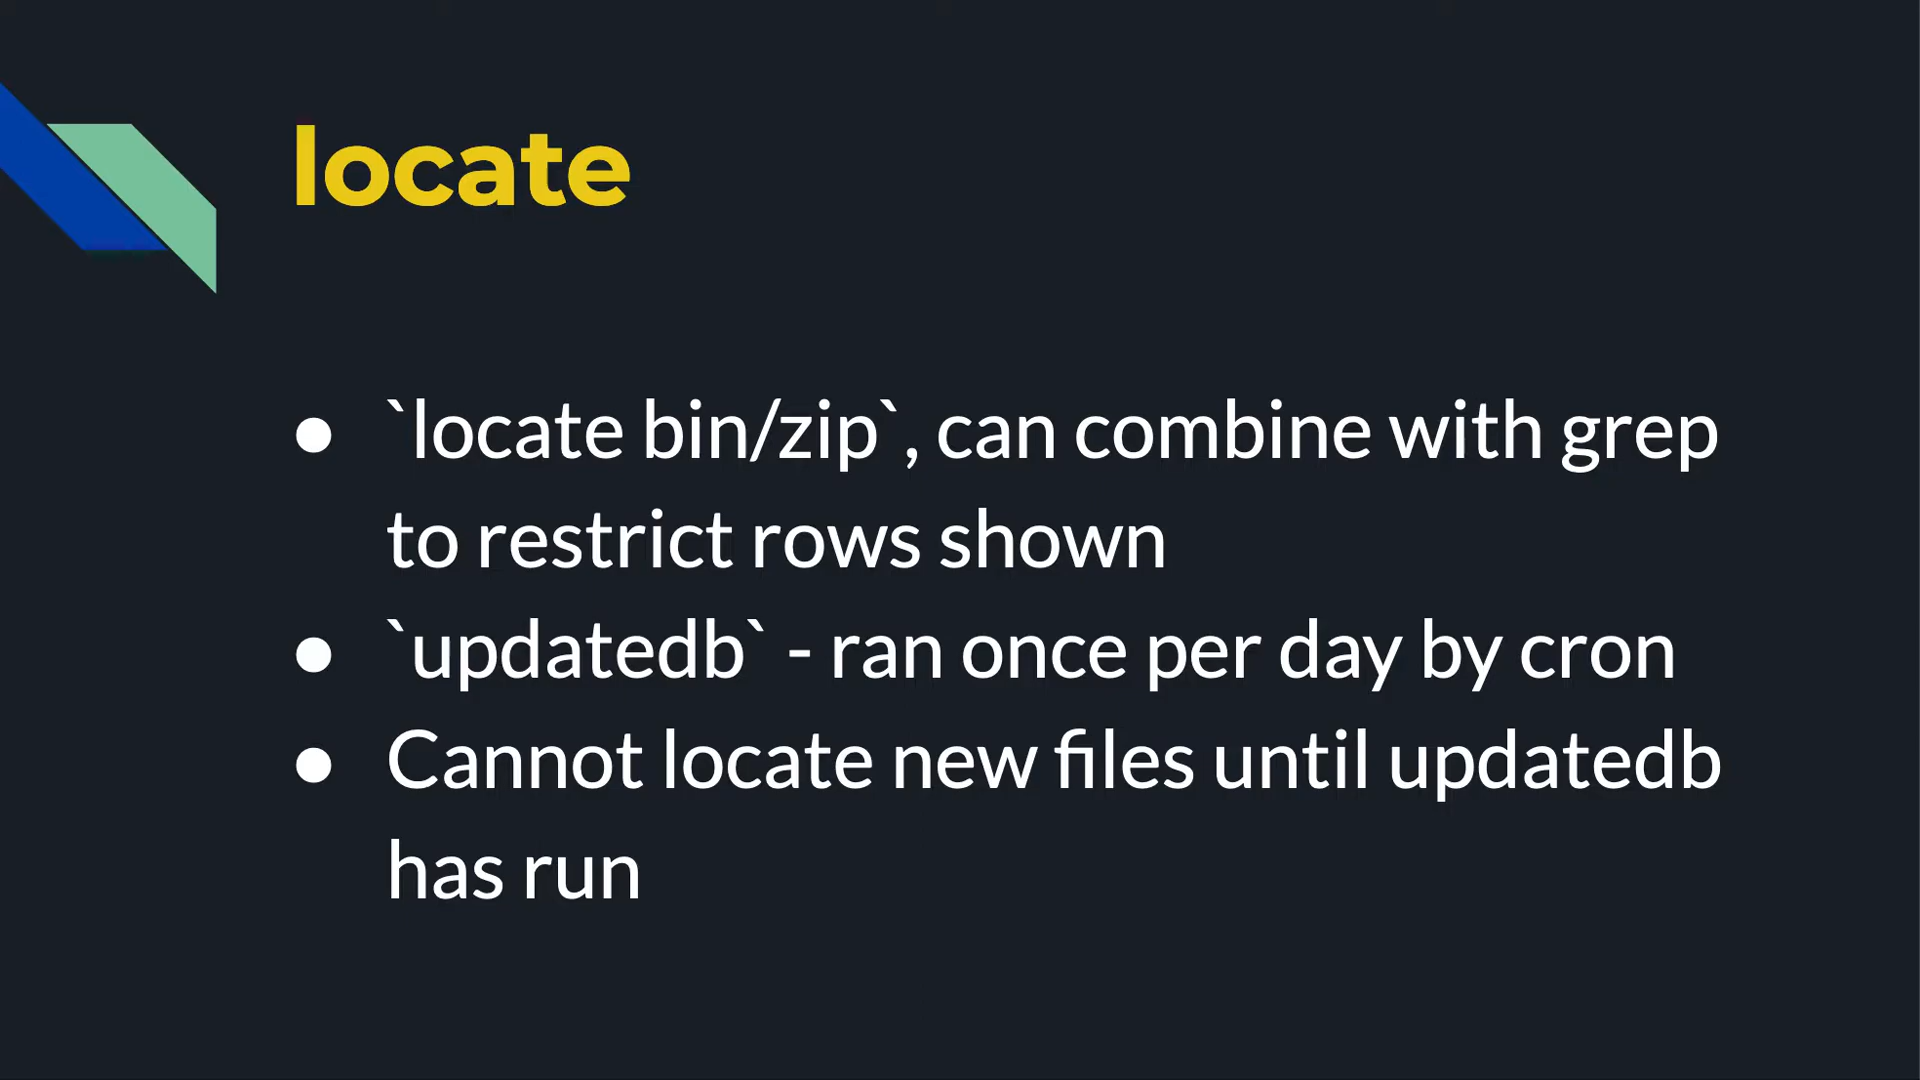 locate
● `locate bin/zip`, can combine with grep
to restrict rows shown
● `updatedb` - ran once per day by cron
● Cannot locate new files until updatedb
has run